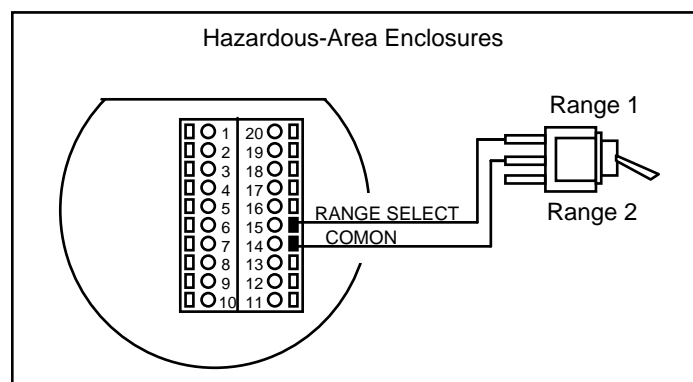 Hazardous-Area Enclosures
Range 1
1 20
2 19
3 18
4 17
5 16
6 15 RANGE SELECT
7 14 COMON
8 13
9 12
10 11
Range 2